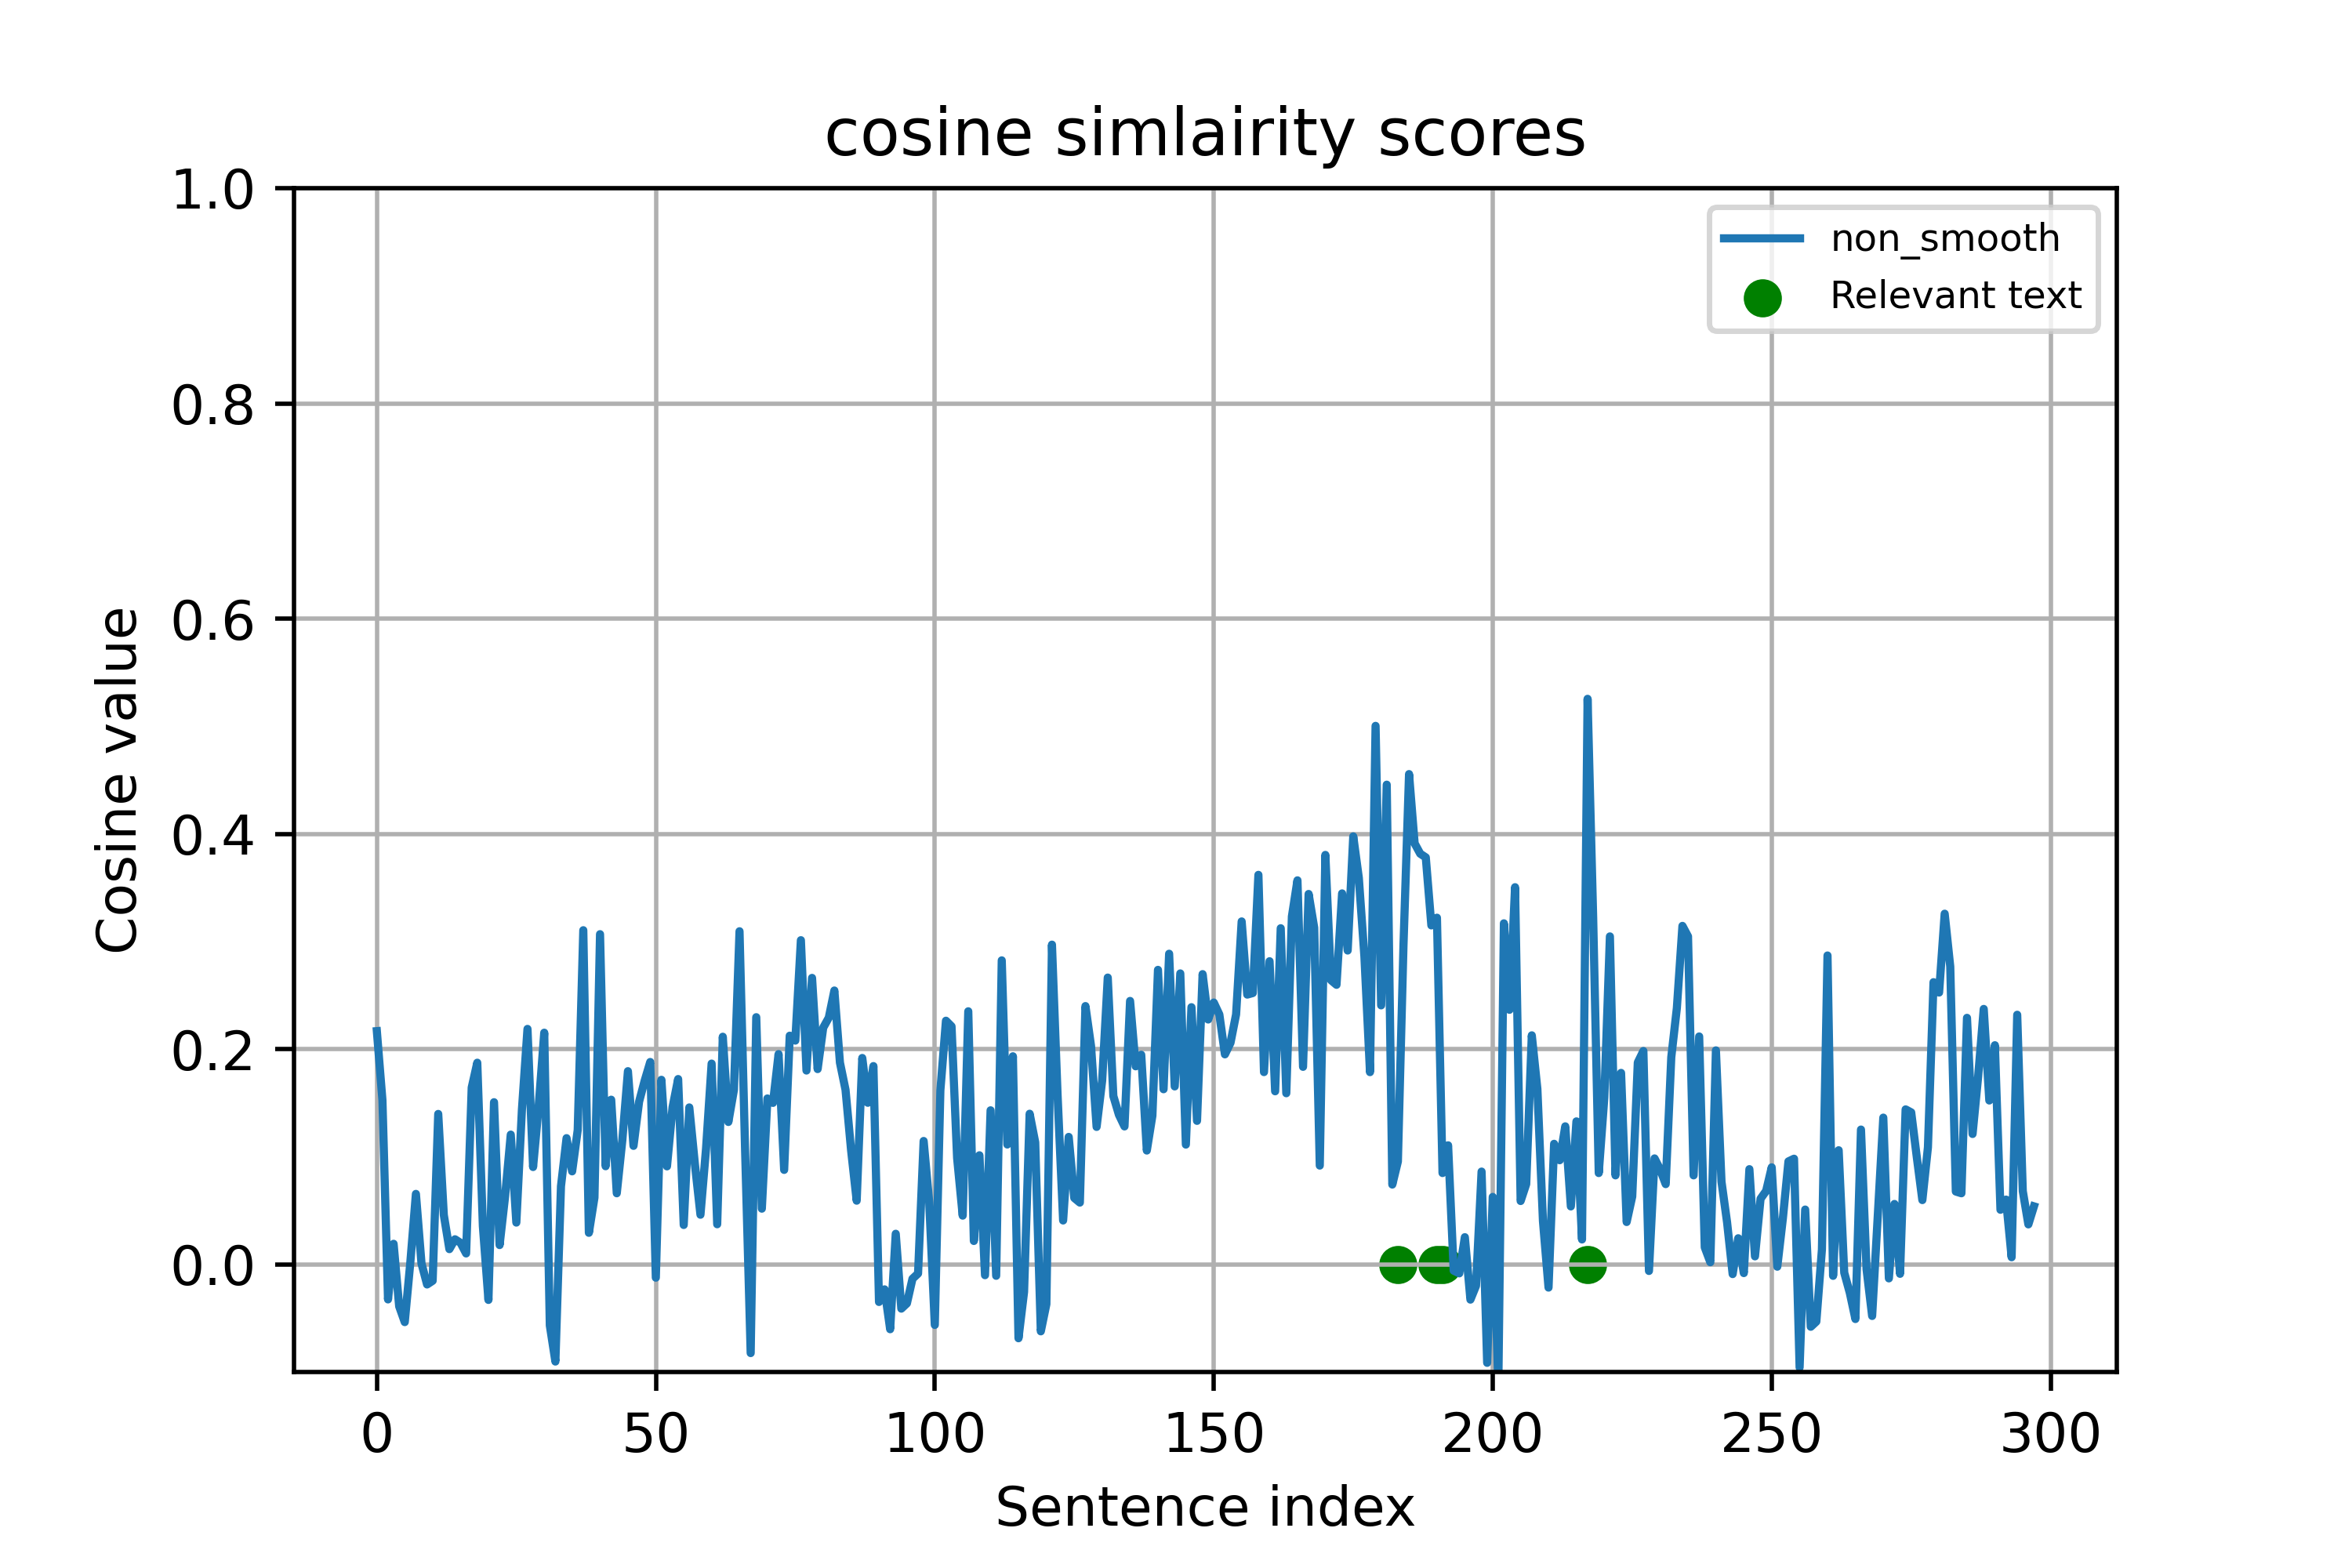 cosine simlairity scores
1.0
0.8
0.6
0.4
0.2
0.0
Cosine value
non_smooth
Relevant text
0 50 100 150 200 250 300
Sentence index